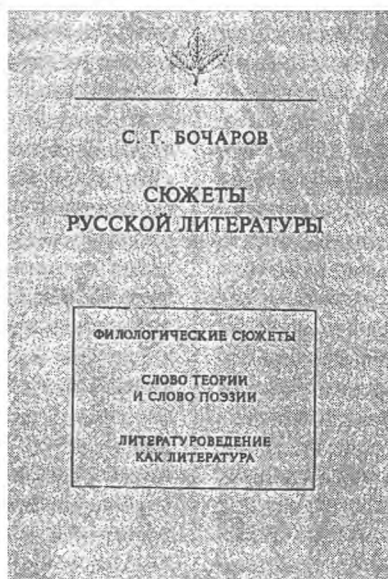 С. Г. БОЧАРОВ
СЮЖЕТЫ
РУССКОЙ ЛИТЕРАТУРЫ
ФИЛОЛОГИЧЕСКИЕ СЮЖЕТЫ
СЛОВО ТЕОРИИ
И СЛОВО ПОЭЗИИ
ЛИТЕРАТУРОВЕДЕНИЕ
КАК ЛИТЕРАТУРА